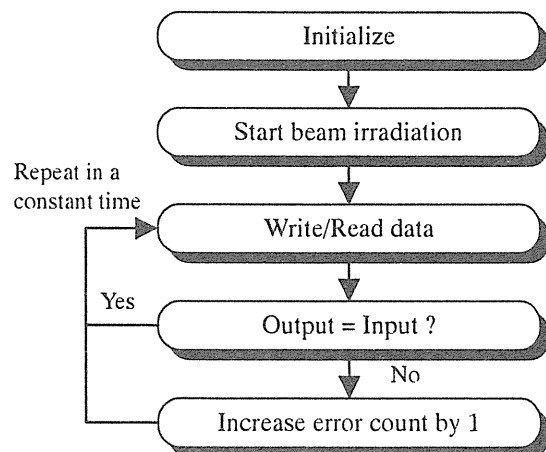 Initialize
Start beam irradiation
Repeat in a
constant time
Write/Read data
Yes
Output = Input ?
No
Increase error count by 1